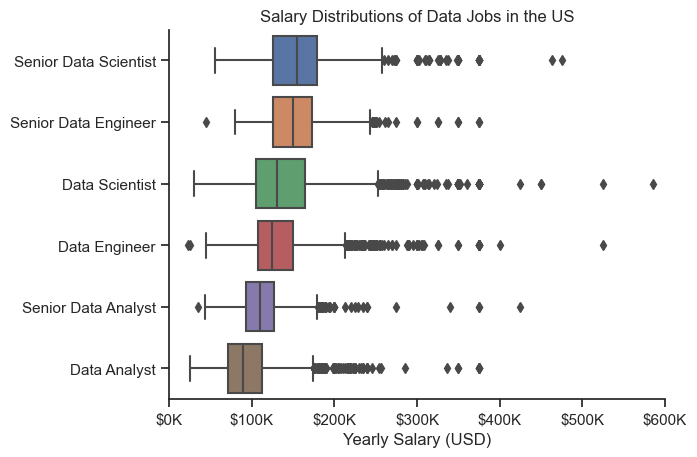 Salary Distributions of Data Jobs in the US
Senior Data Scientist
Senior Data Engineer
Data Scientist
Data Engineer
Senior Data Analyst
Data Analyst
$0K $100K $200K $300K $400K $500K $600K
Yearly Salary (USD)